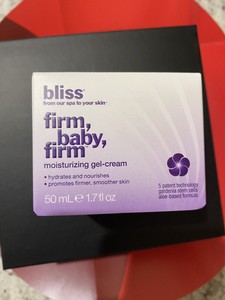 bliss
from our spa to your skin™
firm,
baby,
firm
moisturizing gel-cream
• hydrates and nourishes
• promotes firmer, smoother skin
50 ml e 1.7 fl oz
5 patent technology
gardenia stem cells
aloe-based formula